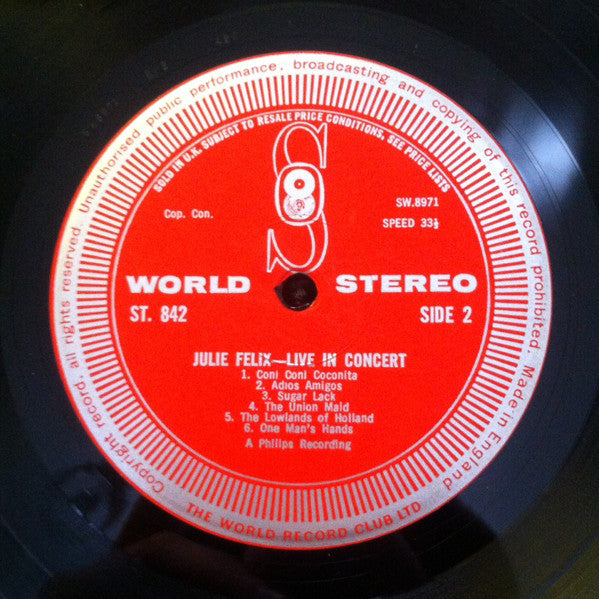 Copyright record, all rights reserved. Unauthorised public performance, broadcasting and copying of this record prohibited. Made in England
SOLD IN U.K. SUBJECT TO RESALE PRICE CONDITIONS, SEE PRICE LISTS
S
8
Cop. Con.
SW.8971
SPEED 33⅓
WORLD STEREO
ST. 842
SIDE 2
JULIE FELIX—LIVE IN CONCERT
1. Coni Coni Coconita
2. Adios Amigos
3. Sugar Lack
4. The Union Maid
5. The Lowlands of Holland
6. One Man's Hands
A Philips Recording
THE WORLD RECORD CLUB LTD